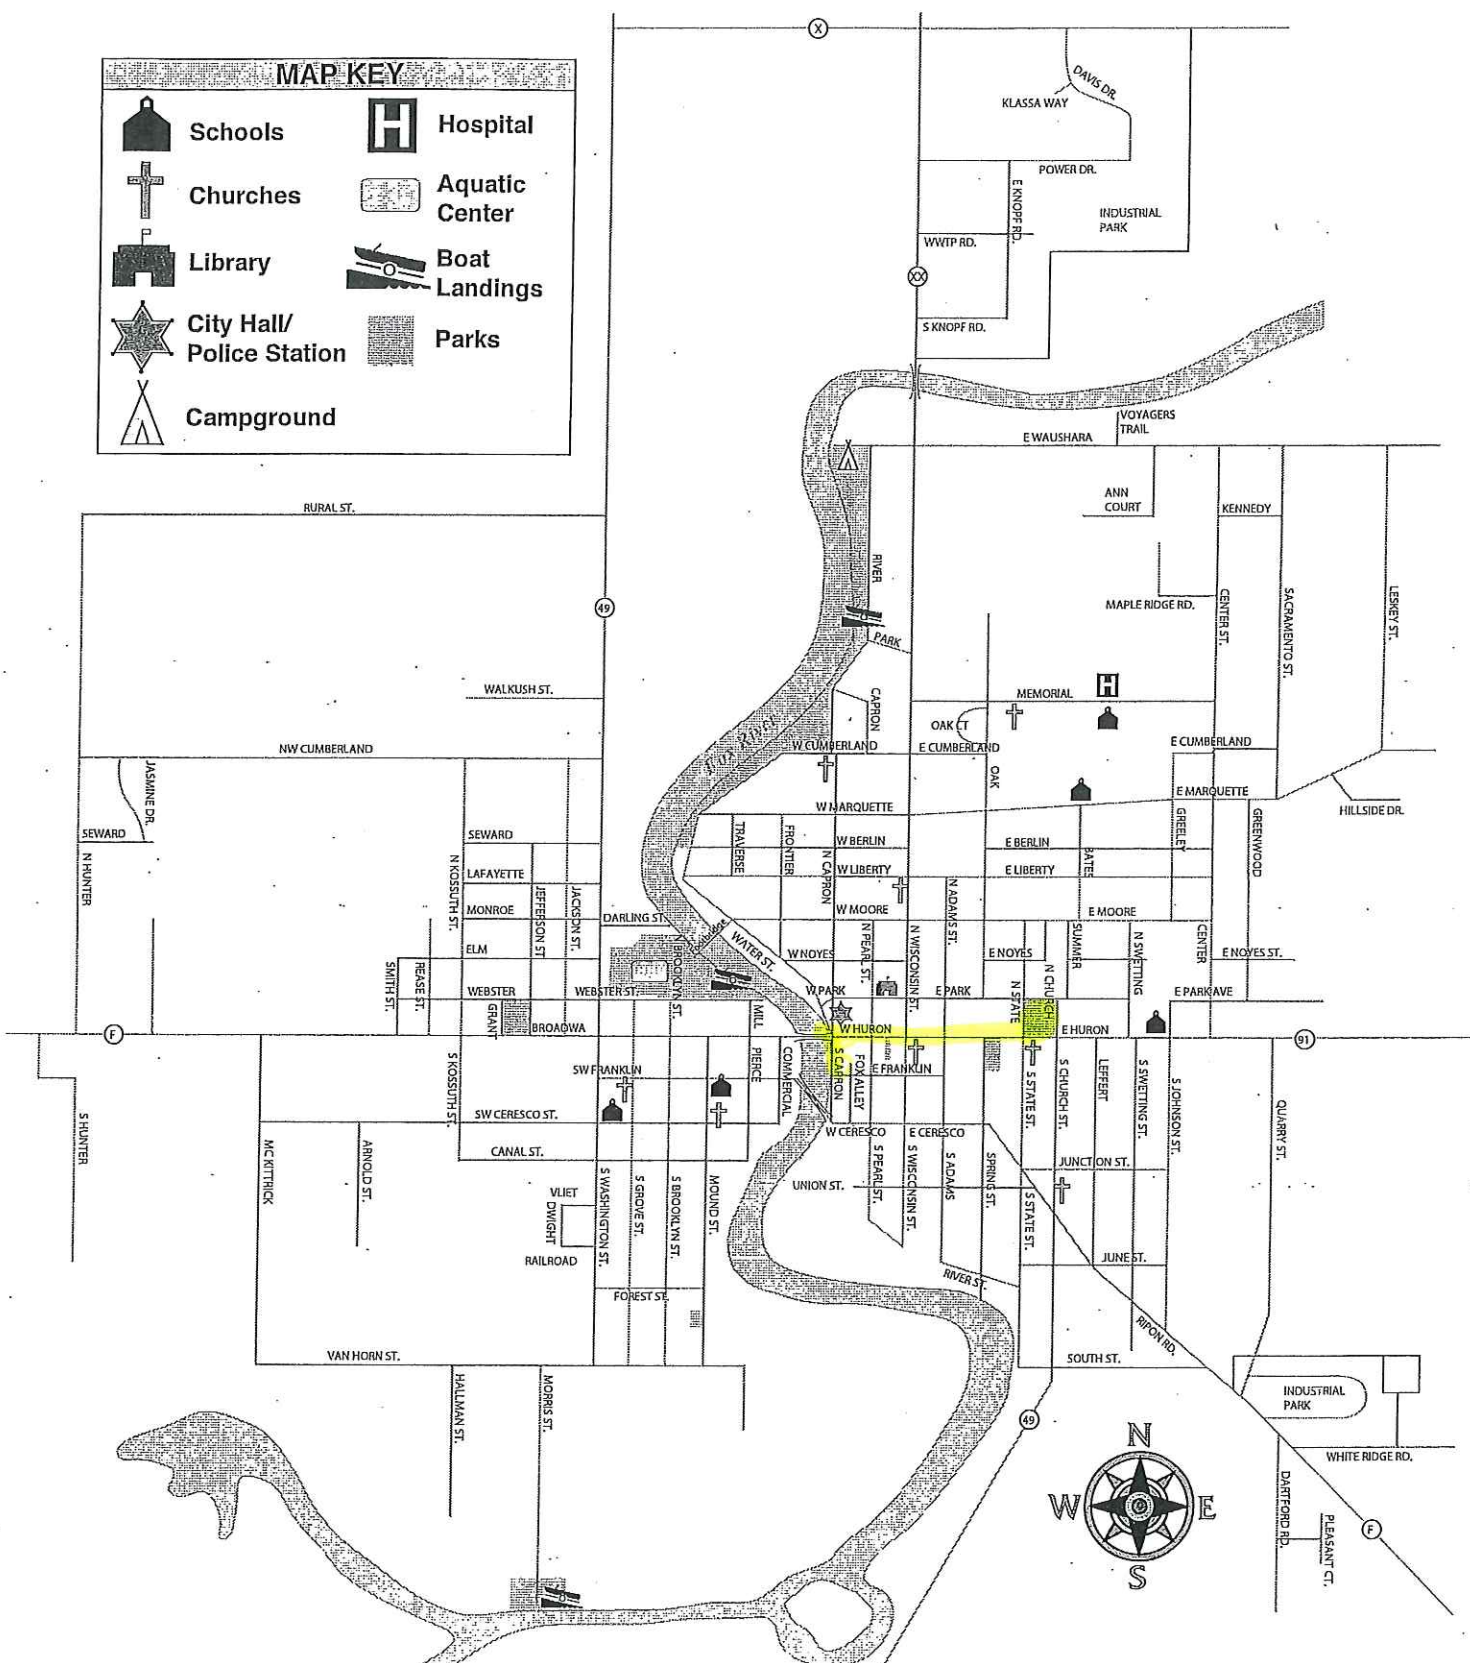 X
MAP KEY
Schools
Hospital
Churches
Aquatic
Center
Library
Boat
Landings
City Hall/
Police Station
Parks
Campground
DAVIS DR.
KLASSA WAY
POWER DR.
E KNOPF RD.
INDUSTRIAL
PARK
WWTP RD.
XX
S KNOPF RD.
VOYAGERS
TRAIL
E WAUSHARA
ANN
COURT
KENNEDY
RURAL ST.
RIVER
49
MAPLE RIDGE RD.
CENTER ST.
SACRAMENTO ST.
LESKEY ST.
PARK
WALKUSH ST.
CAPRON
MEMORIAL
H
OAK CT
Fox River
W CUMBERLAND
E CUMBERLAND
E CUMBERLAND
NW CUMBERLAND
JASMINE DR.
OAK
W MARQUETTE
E MARQUETTE
HILLSIDE DR.
SEWARD
SEWARD
TRAVERSE
FRONTIER
W BERLIN
E BERLIN
GREELEY
GREENWOOD
N HUNTER
N KOSSUTH ST.
LAFAYETTE
N CAPRON
W LIBERTY
E LIBERTY
BATES
MONROE
JEFFERSON ST
JACKSON ST.
DARLING ST.
W MOORE
N ADAMS ST.
E MOORE
ELM
N BROOKLYN ST.
WATER ST.
W NOYES
N PEARL ST.
N WISCONSIN ST.
E NOYES
N CHURCH
SUMMER
N SWETTING
CENTER
E NOYES ST.
SMITH ST.
REASE ST.
WEBSTER
WEBSTER ST.
W PARK
E PARK
N STATE
E PARK AVE
GRANT
BROADWA
MILL
W HURON
E HURON
F
91
S KOSSUTH ST.
SW FRANKLIN
PIERCE
COMMERCIAL
S CAPRON
FOX ALLEY
E FRANKLIN
S STATE ST.
S CHURCH ST.
LEFFERT
S SWETTING ST.
S JOHNSON ST.
QUARRY ST.
S HUNTER
SW CERESCO ST.
W CERESCO
E CERESCO
MC KITTRICK
ARNOLD ST.
CANAL ST.
S PEARL ST.
S WISCONSIN ST.
S ADAMS
SPRING ST.
JUNCTION ST.
UNION ST.
VLIET
DWIGHT
S WASHINGTON ST.
S GROVE ST.
S BROOKLYN ST.
MOUND ST.
S STATE ST.
RAILROAD
RIVER ST.
JUNE ST.
FOREST ST.
RIPON RD.
VAN HORN ST.
SOUTH ST.
HALLMAN ST.
MORRIS ST.
INDUSTRIAL
PARK
49
N
WHITE RIDGE RD.
W
E
DARTFORD RD.
PLEASANT CT.
F
S